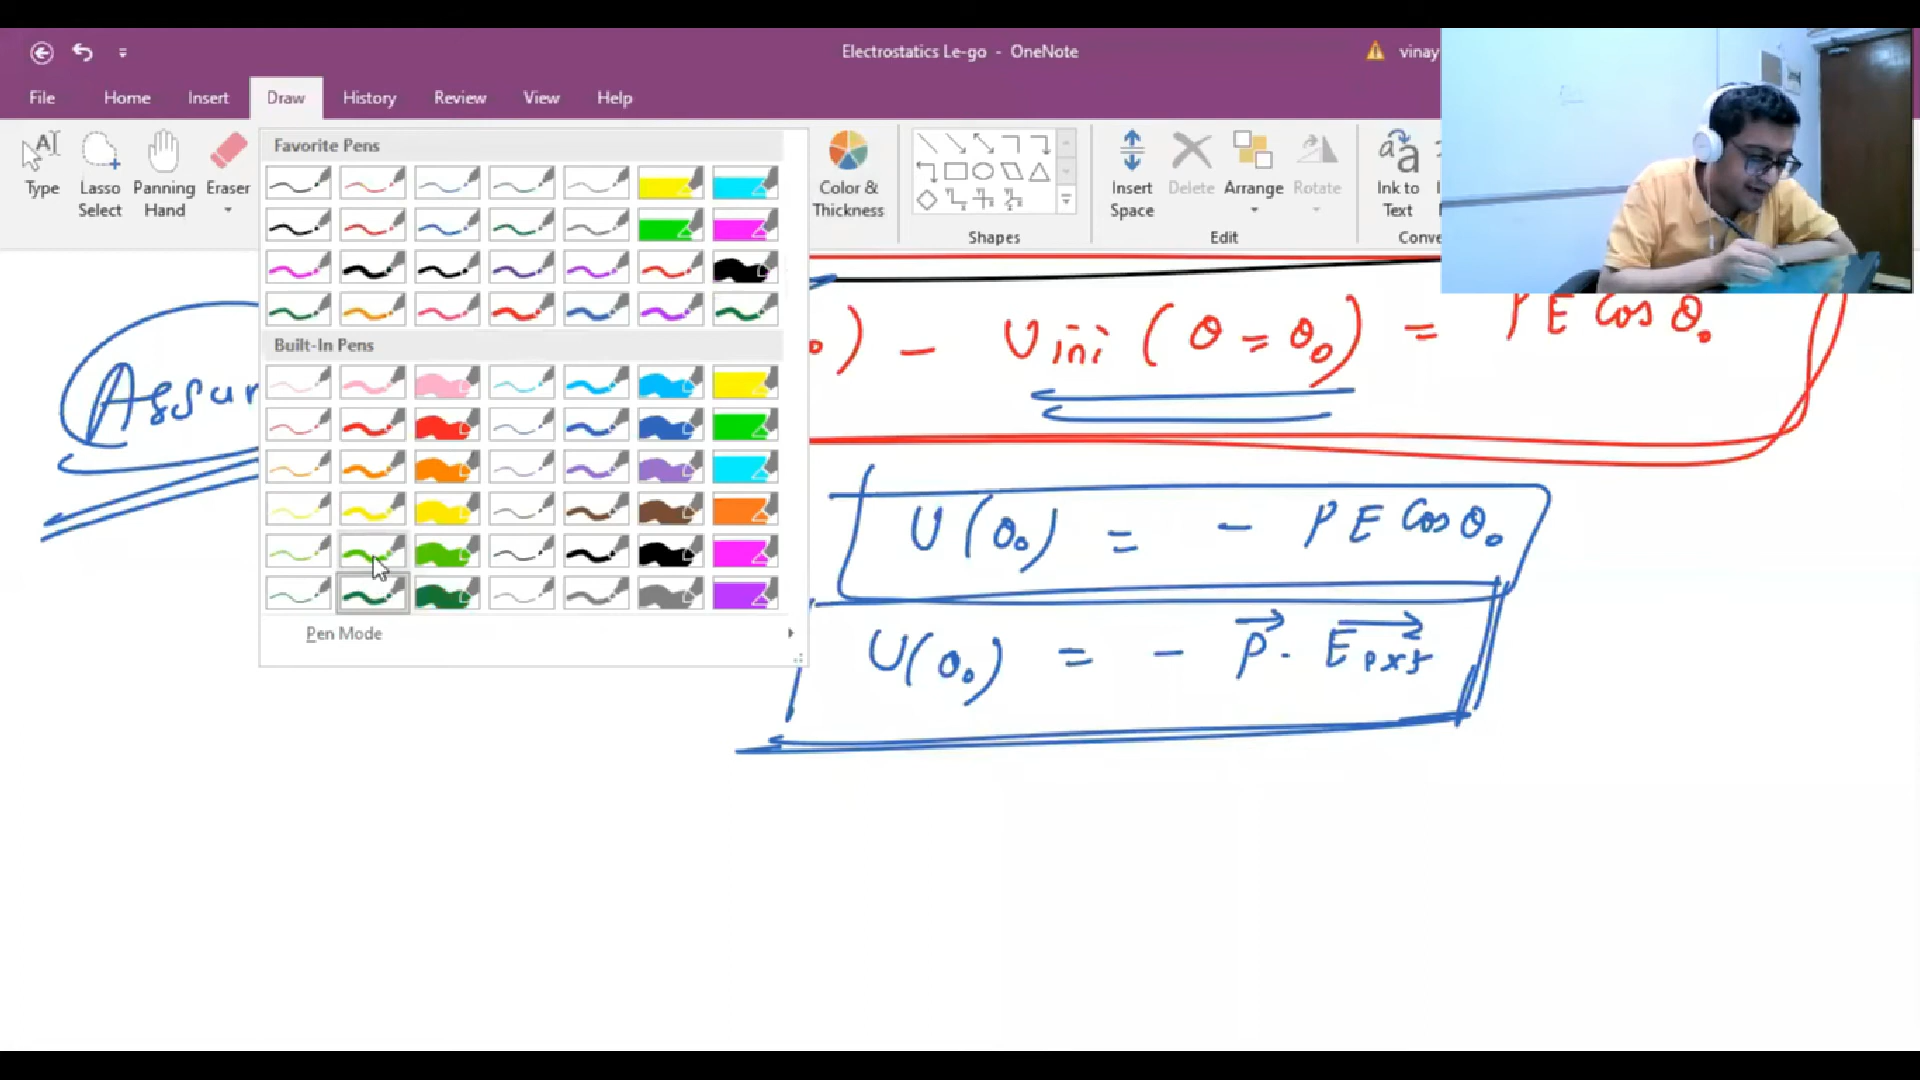 Electrostatics Le-go - OneNote
vinay
File Home Insert Draw History Review View Help
Type
Lasso Select
Panning Hand
Eraser
Favorite Pens
Built-In Pens
Pen Mode
Color & Thickness
Shapes
Insert Space
Delete
Arrange
Rotate
Edit
Ink to Text
Conve
Assu
) - Uini (θ = θ₀) = PE Cos θ₀
U(θ₀) = - PE Cos θ₀
U(θ₀) = - P⃗ · E⃗ext